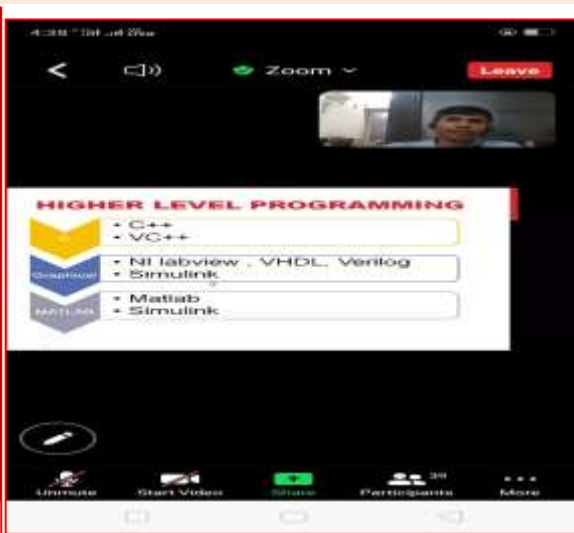 Zoom
Leave
HIGHER LEVEL PROGRAMMING
• C++
• VC++
Graphical
• NI labview , VHDL, Verilog
• Simulink
MATLAB
• Matlab
• Simulink
Unmute
Start Video
Share
Participants
More